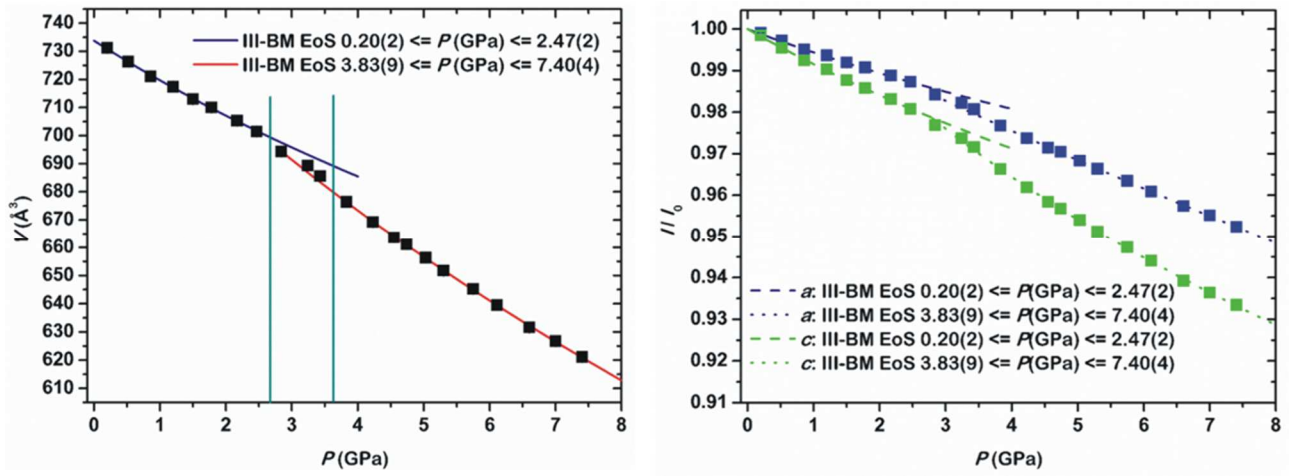 V (Å³)
740
730
720
710
700
690
680
670
660
650
640
630
620
610
III-BM EoS 0.20(2) <= P (GPa) <= 2.47(2)
III-BM EoS 3.83(9) <= P (GPa) <= 7.40(4)
0 1 2 3 4 5 6 7 8
P (GPa)
l / l₀
1.00
0.99
0.98
0.97
0.96
0.95
0.94
0.93
0.92
0.91
a: III-BM EoS 0.20(2) <= P(GPa) <= 2.47(2)
a: III-BM EoS 3.83(9) <= P(GPa) <= 7.40(4)
c: III-BM EoS 0.20(2) <= P(GPa) <= 2.47(2)
c: III-BM EoS 3.83(9) <= P(GPa) <= 7.40(4)
0 1 2 3 4 5 6 7 8
P (GPa)